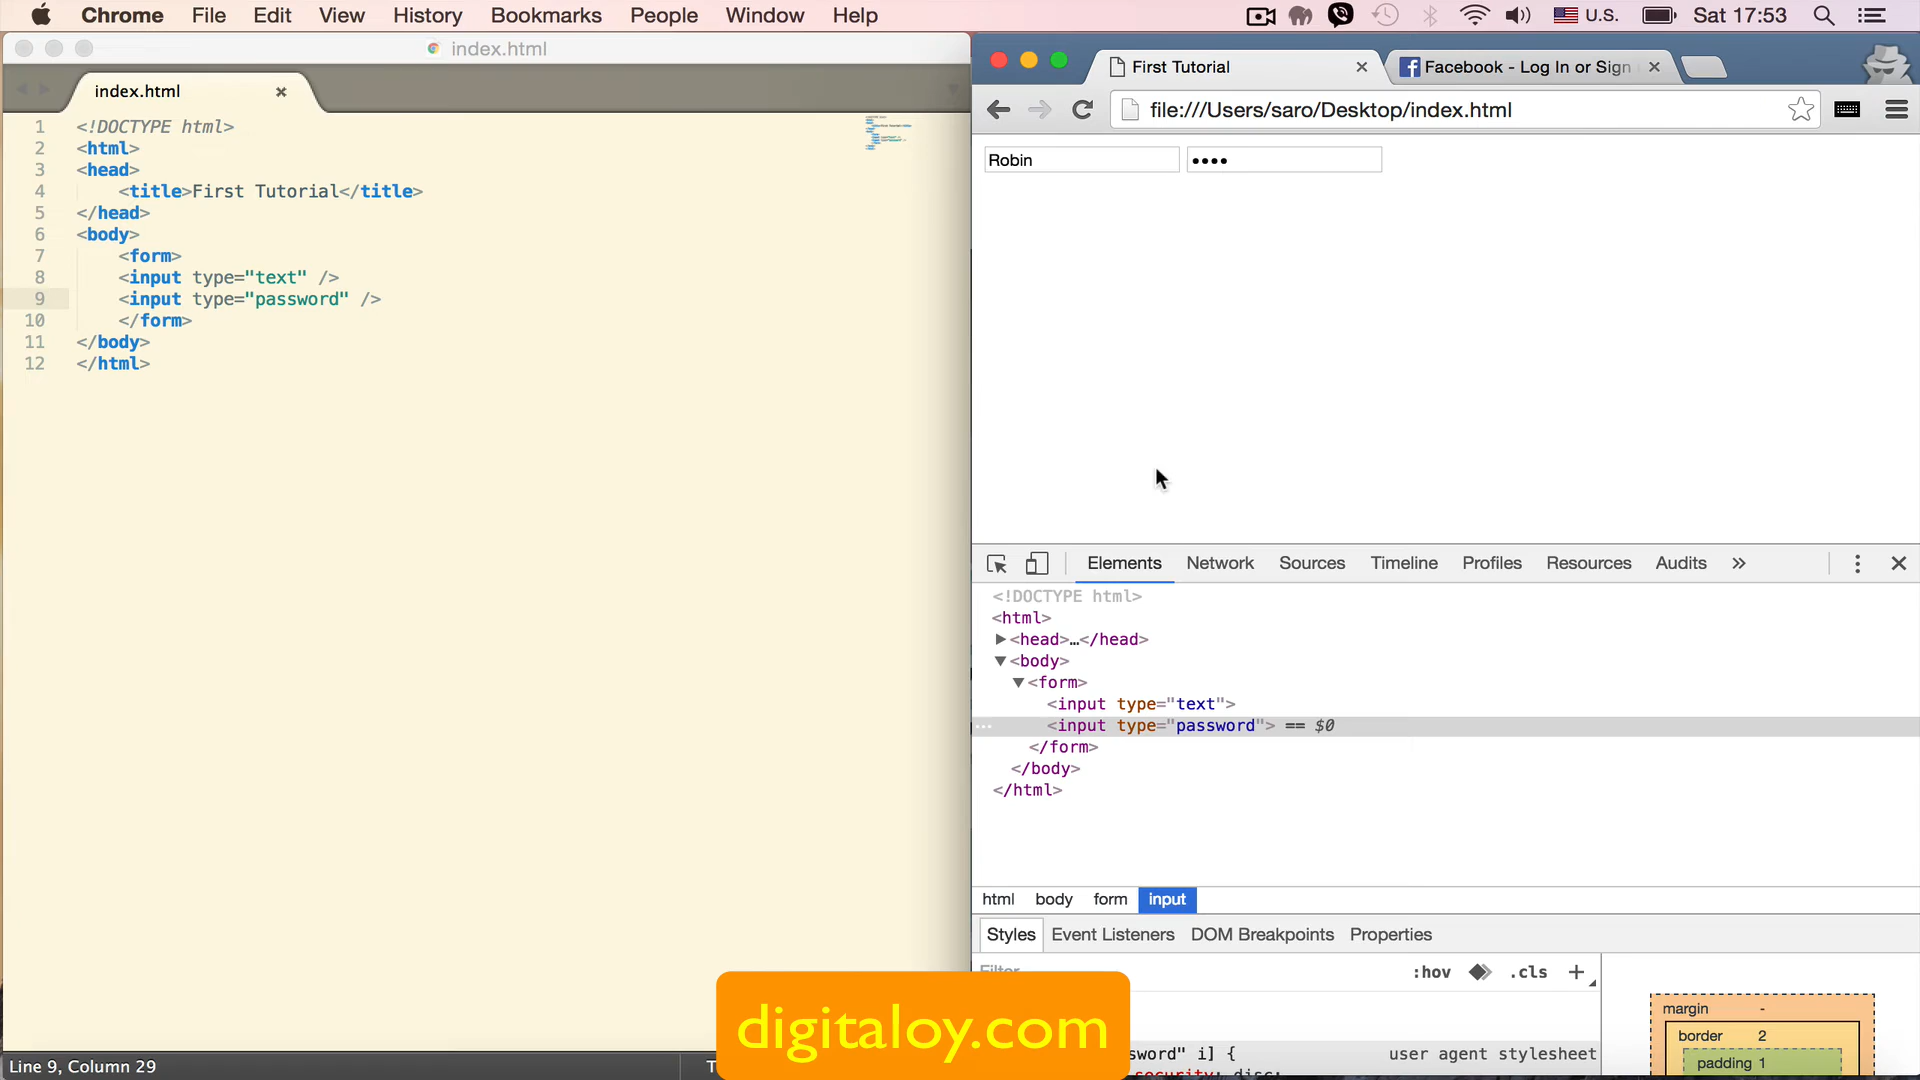 Chrome File Edit View History Bookmarks People Window Help
U.S. Sat 17:53
index.html
index.html
1 <!DOCTYPE html>
2 <html>
3 <head>
4 <title>First Tutorial</title>
5 </head>
6 <body>
7 <form>
8 <input type="text" />
9 <input type="password" />
10 </form>
11 </body>
12 </html>
Line 9, Column 29
First Tutorial
Facebook - Log In or Sign
file:///Users/saro/Desktop/index.html
Robin ••••
Elements Network Sources Timeline Profiles Resources Audits »
<!DOCTYPE html>
<html>
<head>…</head>
<body>
<form>
<input type="text">
… <input type="password"> == $0
</form>
</body>
</html>
html body form input
Styles Event Listeners DOM Breakpoints Properties
Filter :hov .cls +
sword" i] { user agent stylesheet
margin -
border 2
padding 1
digitaloy.com